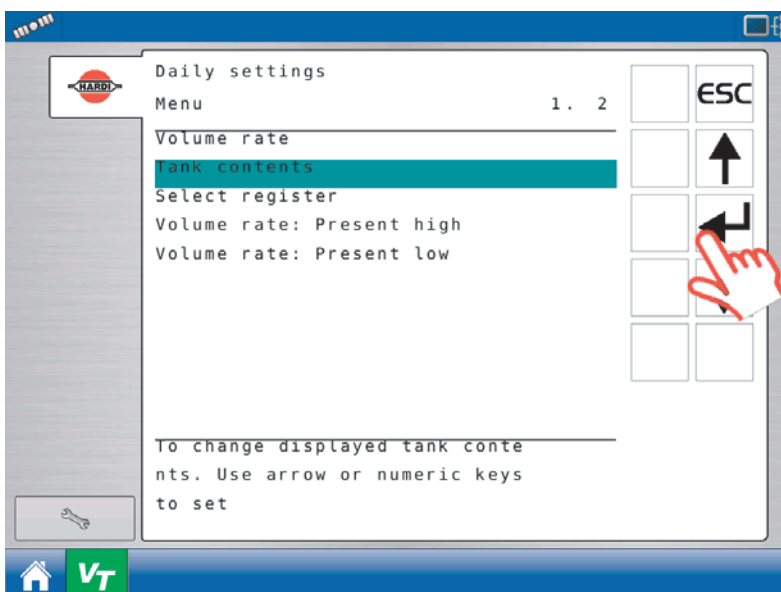 HARDI
Daily settings
Menu 1. 2
ESC
Volume rate
Tank contents
Select register
Volume rate: Present high
Volume rate: Present low
To change displayed tank conte
nts. Use arrow or numeric keys
to set
VT